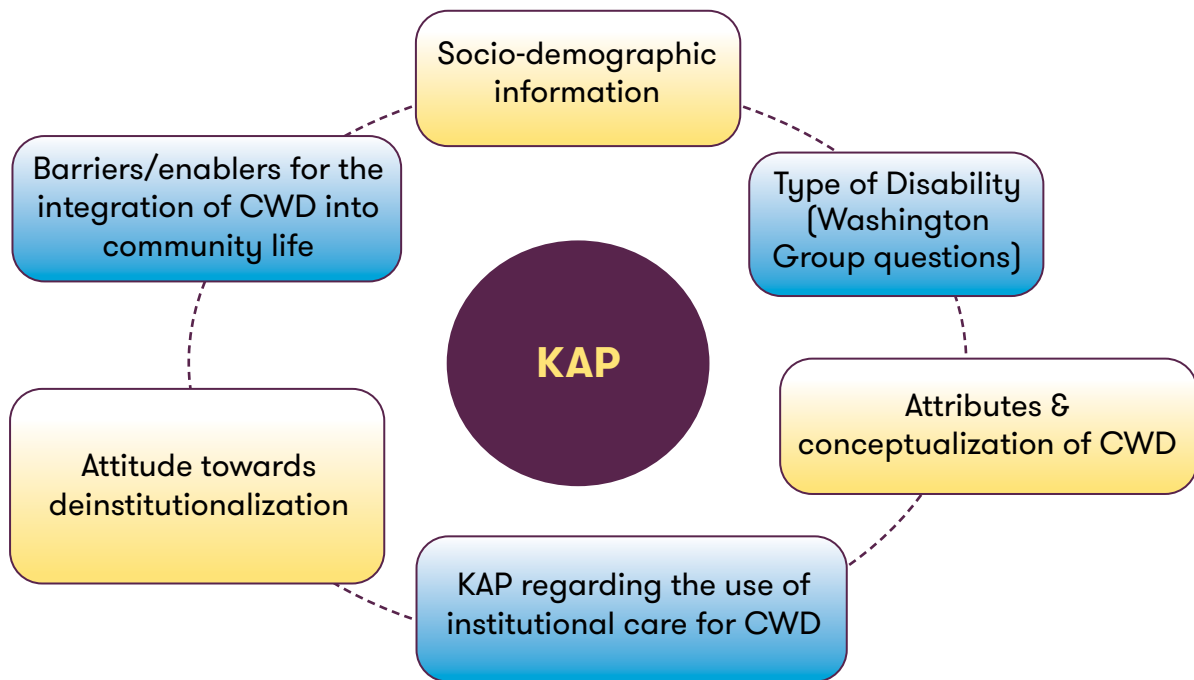 Socio-demographic
information
Barriers/enablers for the
integration of CWD into
community life
Type of Disability
(Washington
Group questions)
KAP
Attributes &
conceptualization of CWD
Attitude towards
deinstitutionalization
KAP regarding the use of
institutional care for CWD